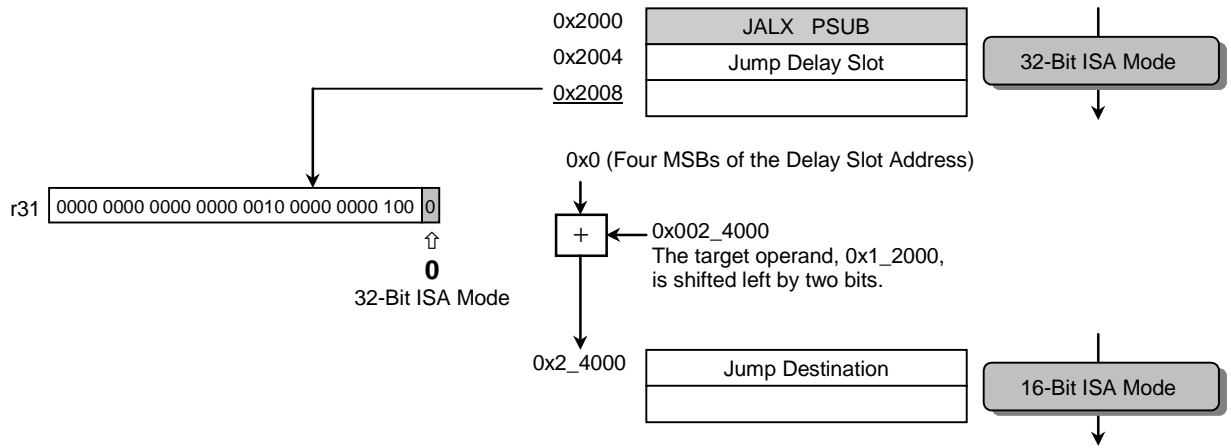 0x2000
JALX PSUB
0x2004
Jump Delay Slot
32-Bit ISA Mode
0x2008
0x0 (Four MSBs of the Delay Slot Address)
r31 0000 0000 0000 0000 0010 0000 0000 100 0
+
0x002_4000
The target operand, 0x1_2000,
is shifted left by two bits.
⇧
0
32-Bit ISA Mode
0x2_4000
Jump Destination
16-Bit ISA Mode